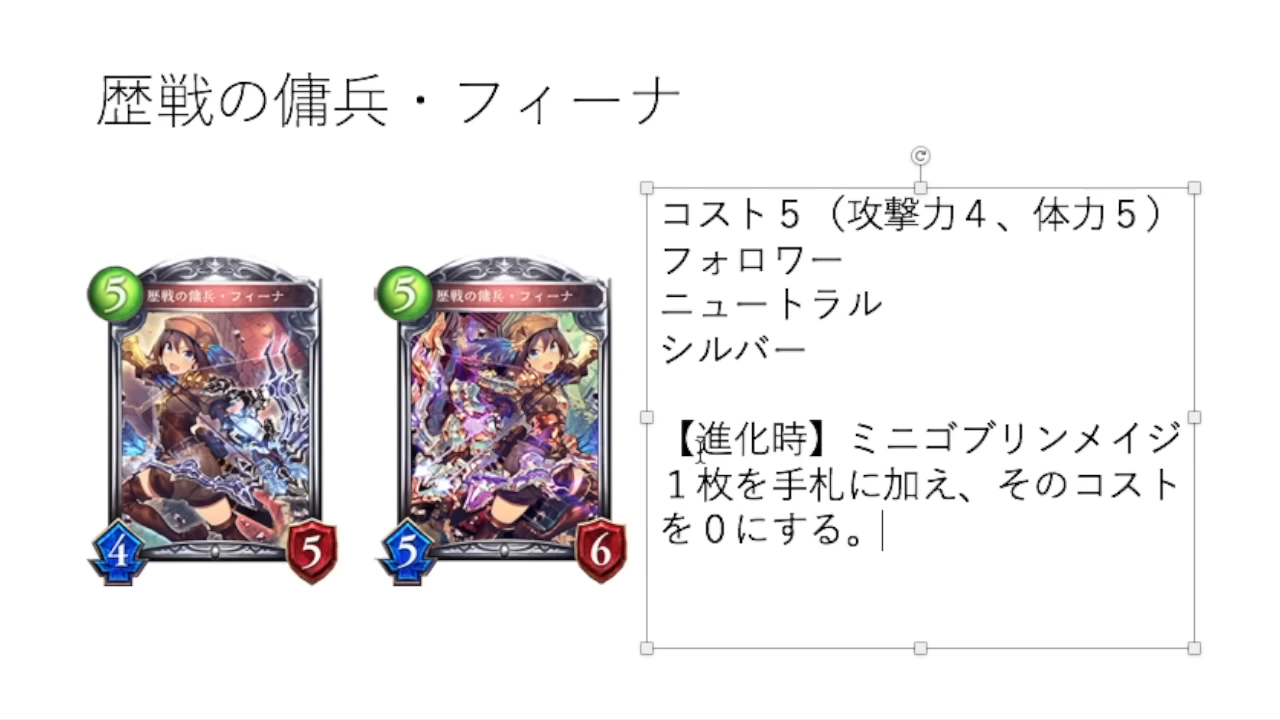 歴戦の傭兵・フィーナ
コスト５（攻撃力４、体力５）
フォロワー
ニュートラル
シルバー
【進化時】ミニゴブリンメイジ
１枚を手札に加え、そのコスト
を０にする。
5
歴戦の傭兵・フィーナ
4
5
5
歴戦の傭兵・フィーナ
5
6